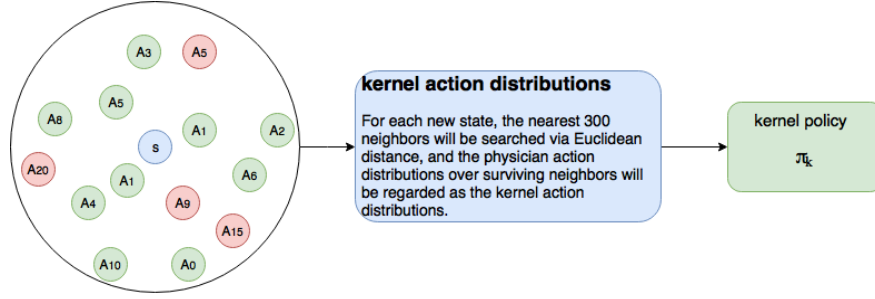 A3
A5
A5
A8
A1
A2
s
A20
A1
A6
A4
A9
A15
A10
A0
kernel action distributions
For each new state, the nearest 300
neighbors will be searched via Euclidean
distance, and the physician action
distributions over surviving neighbors will
be regarded as the kernel action
distributions.
kernel policy
πk